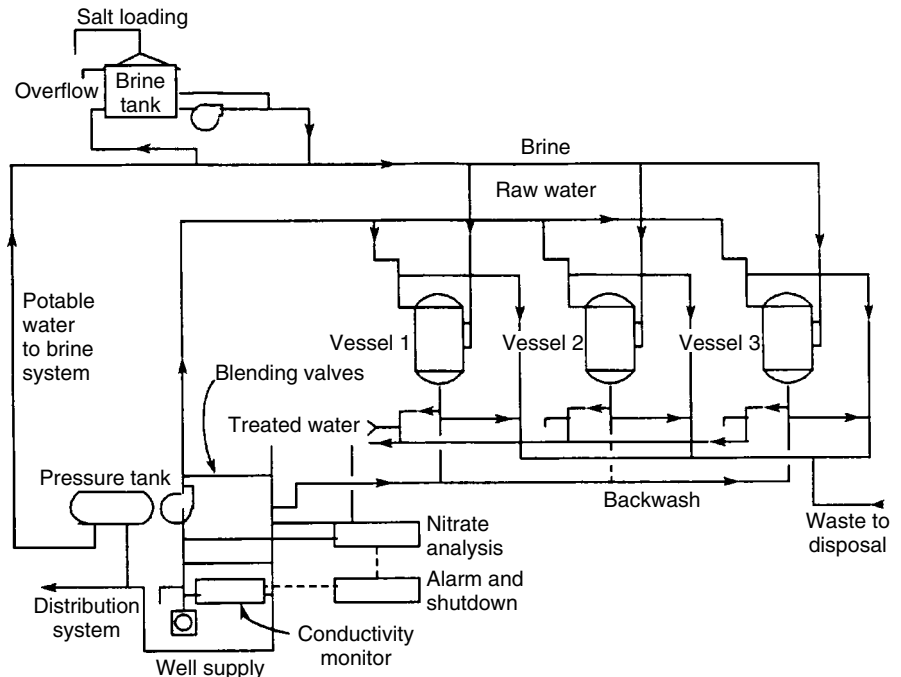 Salt loading
Overflow
Brine
tank
Brine
Raw water
Potable
water
to brine
system
Vessel 1
Vessel 2
Vessel 3
Blending valves
Treated water
Pressure tank
Backwash
Waste to
disposal
Nitrate
analysis
Alarm and
shutdown
Distribution
system
Conductivity
monitor
Well supply